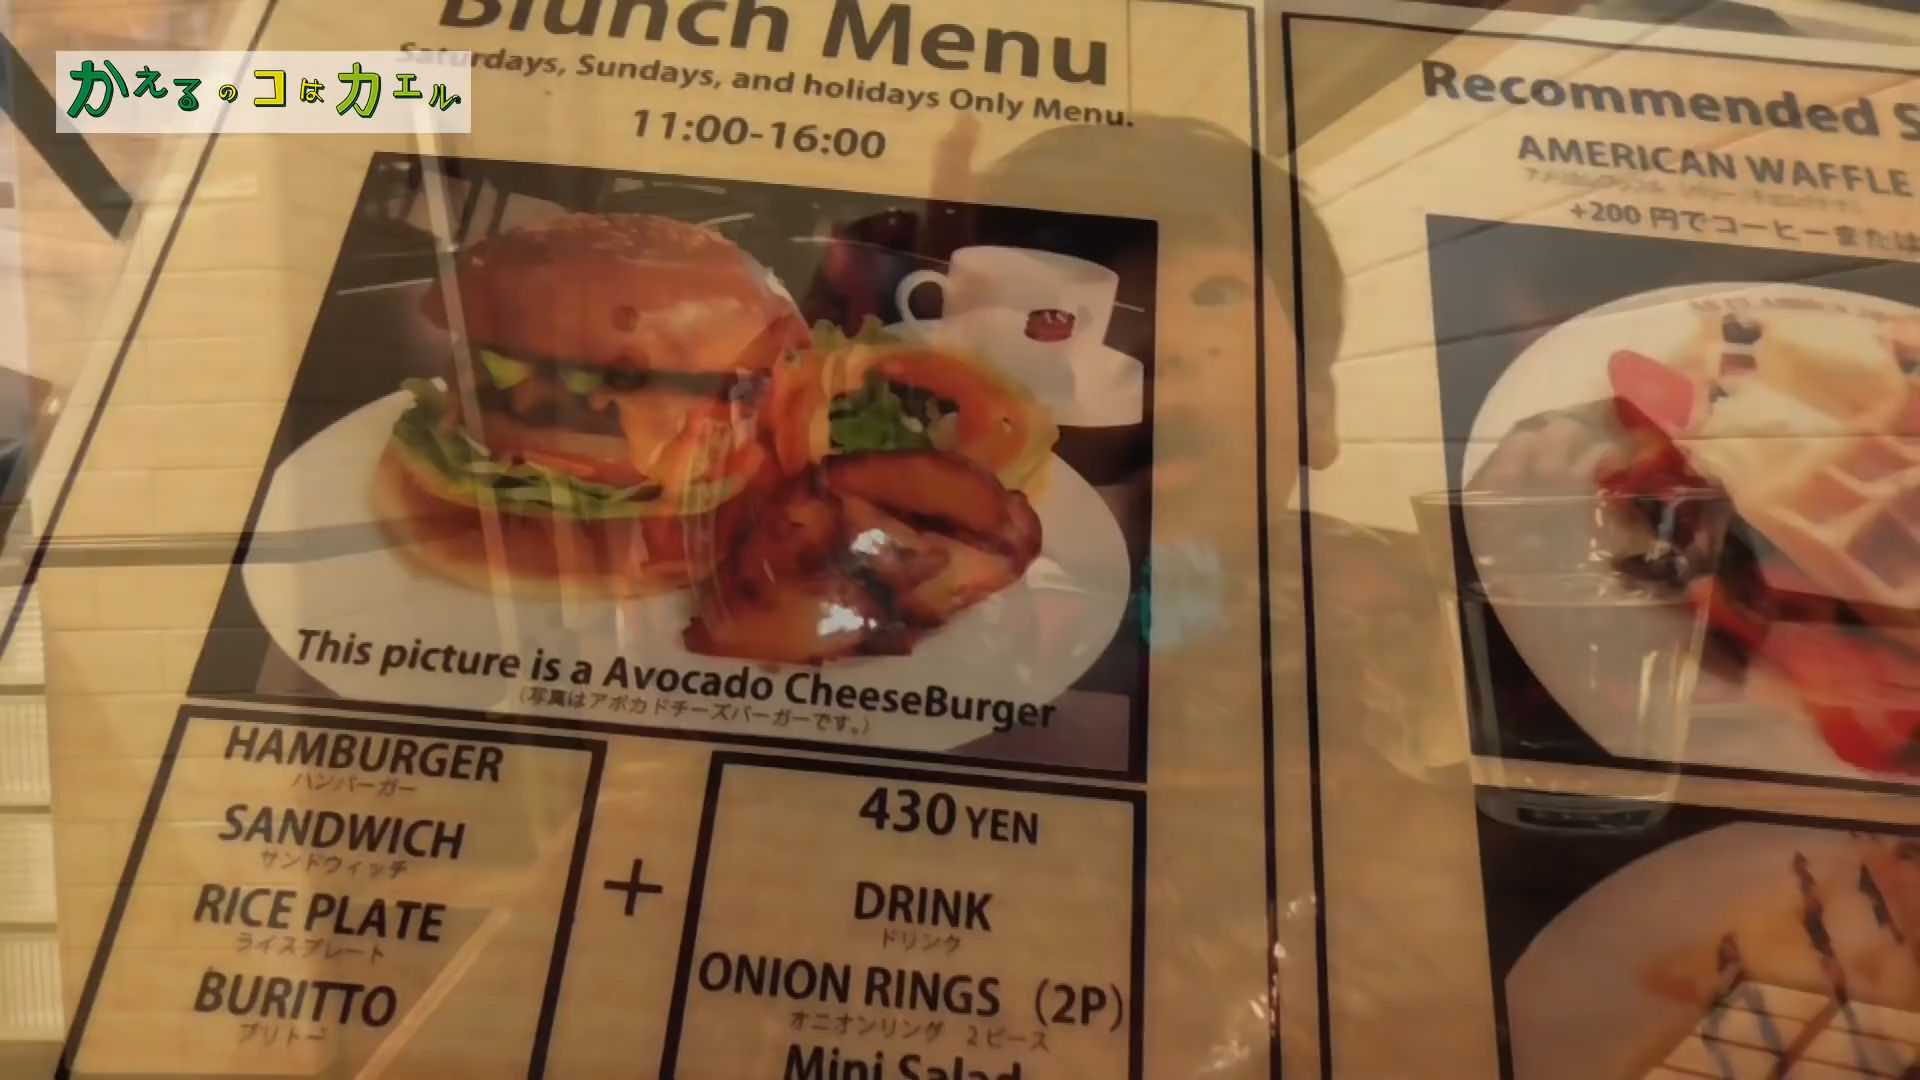 かえるのコはカエル
Blunch Menu
Saturdays, Sundays, and holidays Only Menu.
11:00-16:00
This picture is a Avocado CheeseBurger
(写真はアボカドチーズバーガーです。)
HAMBURGER
ハンバーガー
SANDWICH
サンドウィッチ
RICE PLATE
ライスプレート
BURITTO
ブリトー
+
430 YEN
DRINK
ドリンク
ONION RINGS (2P)
オニオンリング 2ピース
Mini Salad
Recommended S
AMERICAN WAFFLE
+200 円でコーヒーまたは